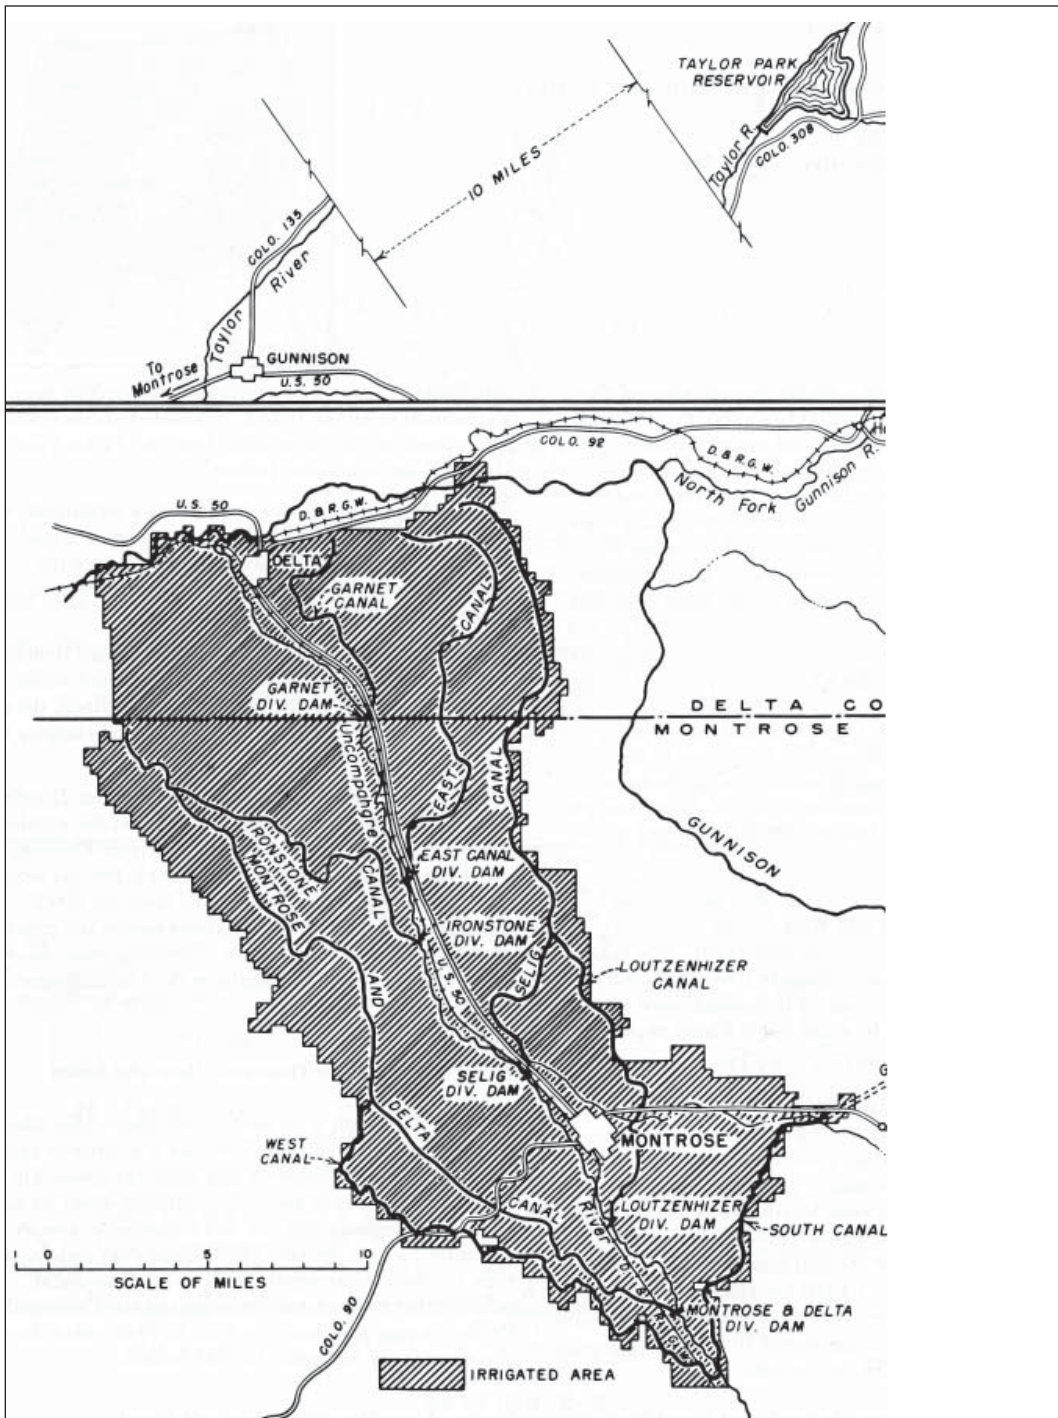 TAYLOR PARK
RESERVOIR
Taylor R.
COLO. 308
10 MILES
COLO. 135
Taylor River
To
Montrose
GUNNISON
U.S. 50
COLO. 92
D. & R.G.W.
North Fork Gunnison R.
U.S. 50
D. & R.G.W.
DELTA
GARNET
CANAL
CANAL
GARNET
DIV. DAM
DELTA CO
MONTROSE
Uncompahgre
EAST
CANAL
GUNNISON
IRONSTONE
MONTROSE
CANAL
EAST CANAL
DIV. DAM
IRONSTONE
DIV. DAM
SELIG
U.S. 50
LOUTZENHIZER
CANAL
AND
SELIG
DIV. DAM
DELTA
MONTROSE
WEST
CANAL
CANAL
River
LOUTZENHIZER
DIV. DAM
SOUTH CANAL
1 0 5 10
SCALE OF MILES
D. & R.G.W.
MONTROSE & DELTA
DIV. DAM
COLO. 90
IRRIGATED AREA